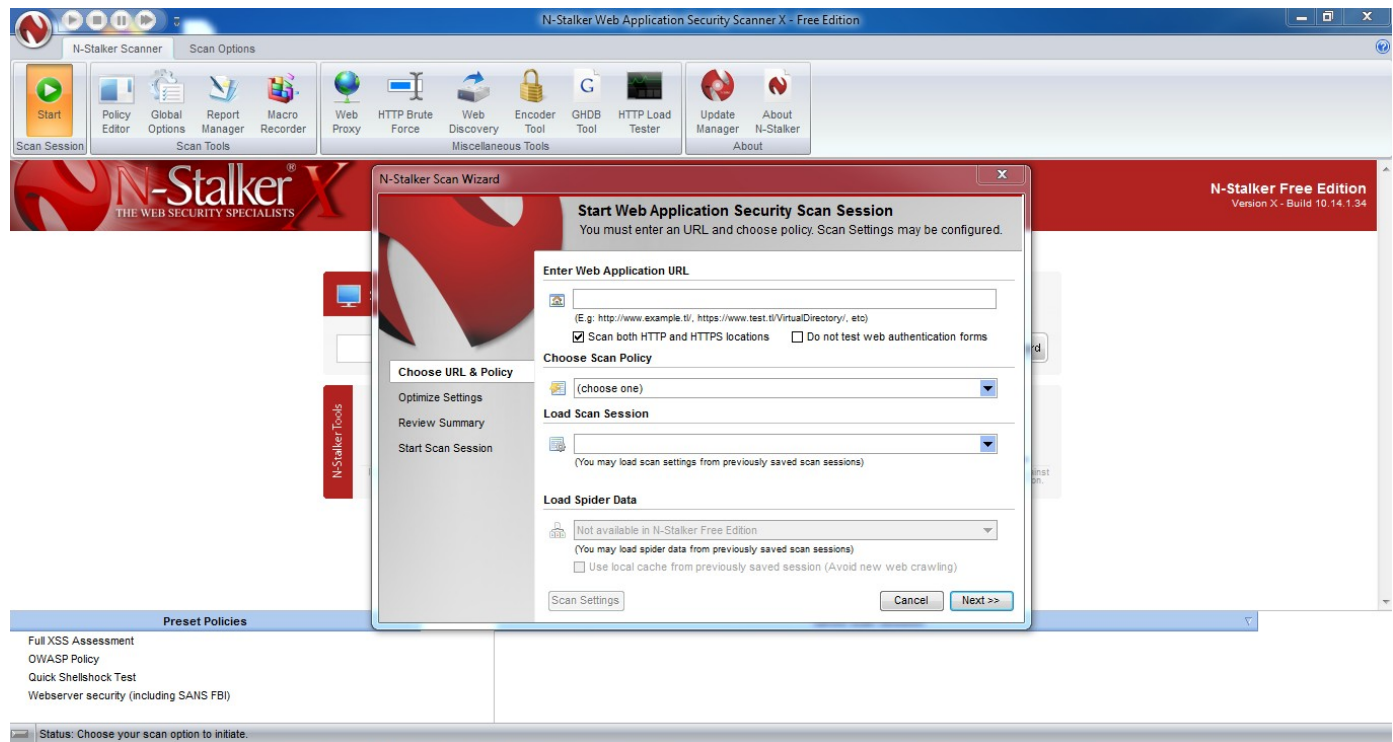 N-Stalker Web Application Security Scanner X - Free Edition
N-Stalker Scanner
Scan Options
Start
Policy Editor
Global Options
Report Manager
Macro Recorder
Web Proxy
HTTP Brute Force
Web Discovery
Encoder Tool
G
GHDB Tool
HTTP Load Tester
Update Manager
About N-Stalker
Scan Session
Scan Tools
Miscellaneous Tools
About
N-Stalker® X
THE WEB SECURITY SPECIALISTS
N-Stalker Free Edition
Version X - Build 10.14.1.34
N-Stalker Tools
N-Stalker Scan Wizard
Start Web Application Security Scan Session
You must enter an URL and choose policy. Scan Settings may be configured.
Choose URL & Policy
Optimize Settings
Review Summary
Start Scan Session
Enter Web Application URL
(E.g: http://www.example.tl/, https://www.test.tl/VirtualDirectory/, etc)
Scan both HTTP and HTTPS locations
Do not test web authentication forms
Choose Scan Policy
(choose one)
Load Scan Session
(You may load scan settings from previously saved scan sessions)
Load Spider Data
Not available in N-Stalker Free Edition
(You may load spider data from previously saved scan sessions)
Use local cache from previously saved session (Avoid new web crawling)
Scan Settings
Cancel
Next >>
Preset Policies
Full XSS Assessment
OWASP Policy
Quick Shellshock Test
Webserver security (including SANS FBI)
Status: Choose your scan option to initiate.